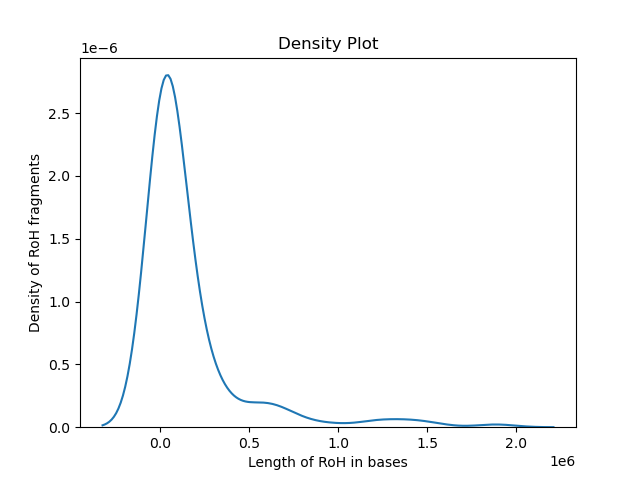 Density Plot
1e−6
2.5
2.0
1.5
1.0
0.5
0.0
Density of RoH fragments
0.0 0.5 1.0 1.5 2.0
1e6
Length of RoH in bases